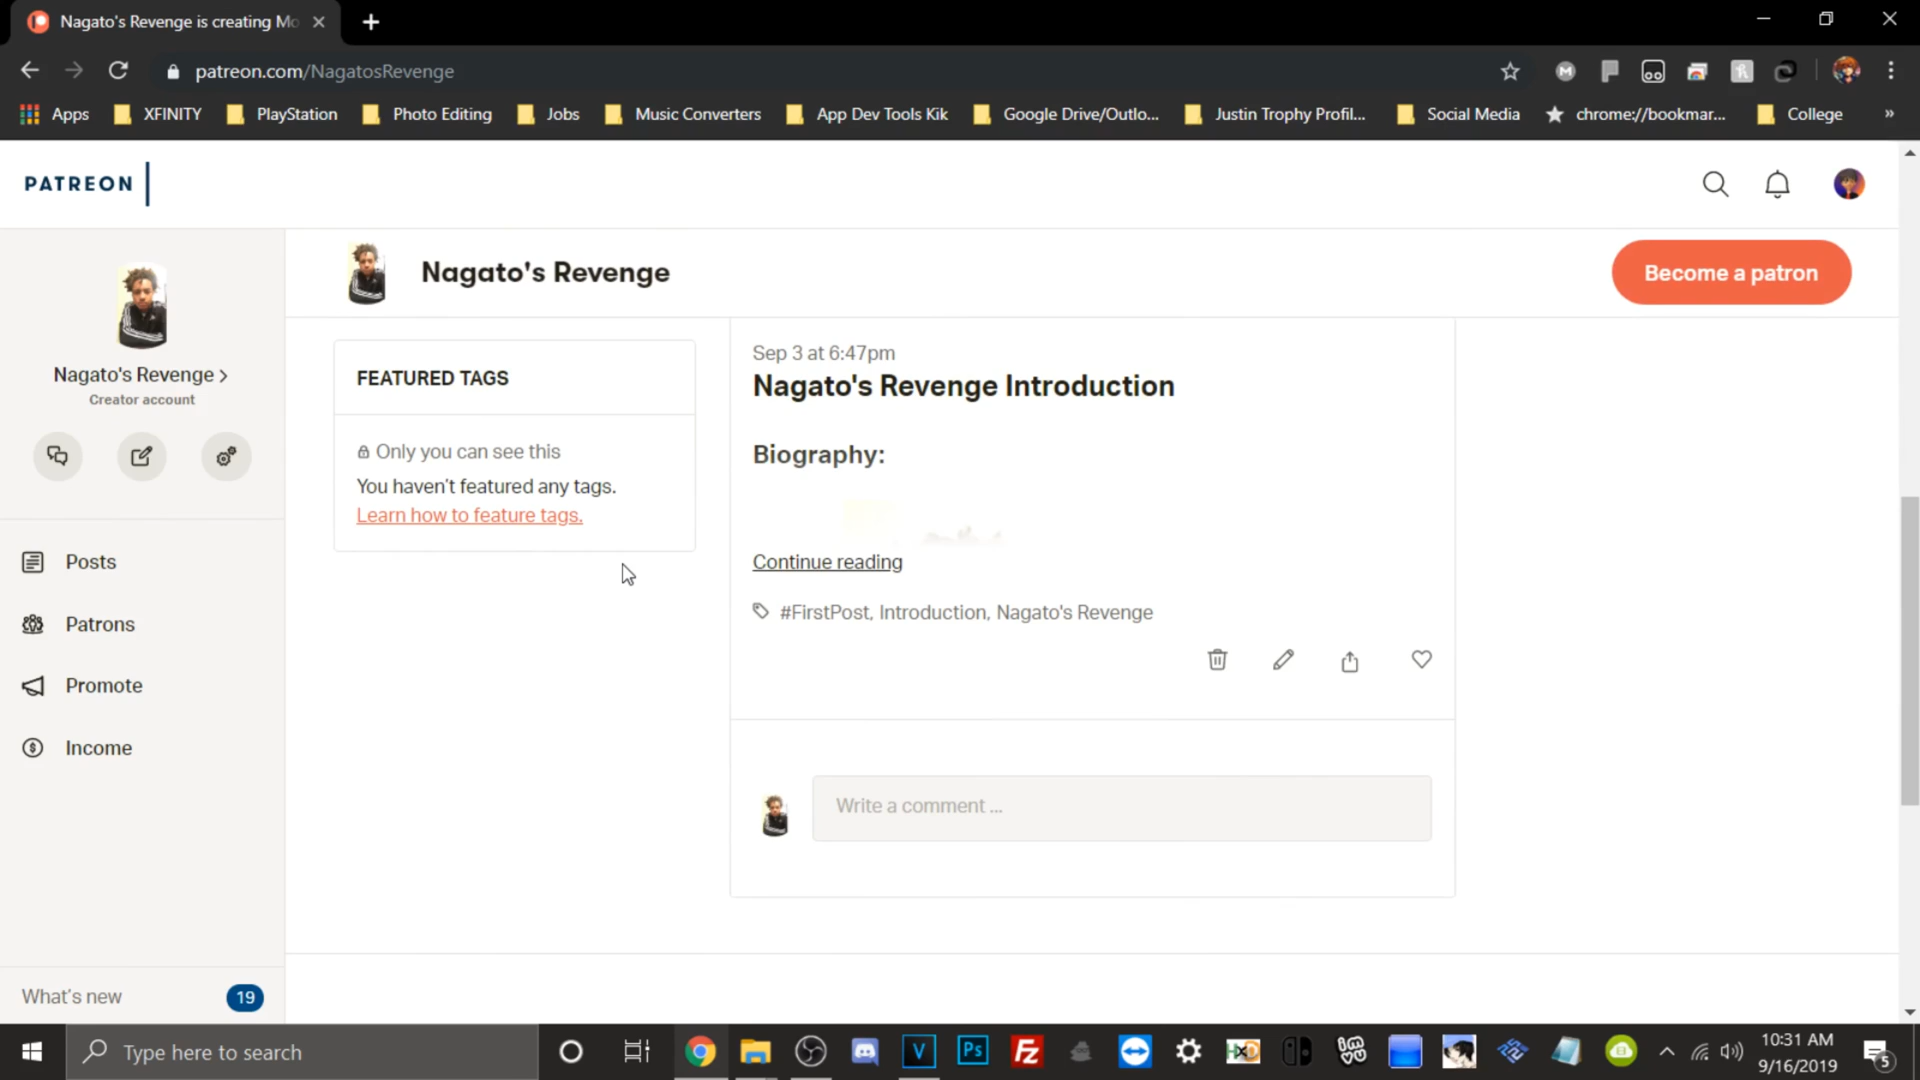 Nagato's Revenge is creating Mo
patreon.com/NagatosRevenge
Apps XFINITY PlayStation Photo Editing Jobs Music Converters App Dev Tools Kik Google Drive/Outlo... Justin Trophy Profil... Social Media chrome://bookmar... College »
PATREON
Nagato's Revenge
Become a patron
Nagato's Revenge >
Creator account
Posts
Patrons
Promote
Income
What's new 19
FEATURED TAGS
Only you can see this
You haven't featured any tags.
Learn how to feature tags.
Sep 3 at 6:47pm
Nagato's Revenge Introduction
Biography:
Continue reading
#FirstPost, Introduction, Nagato's Revenge
Write a comment ...
Type here to search
V
Ps
Fz
HXD
10:31 AM
9/16/2019
5